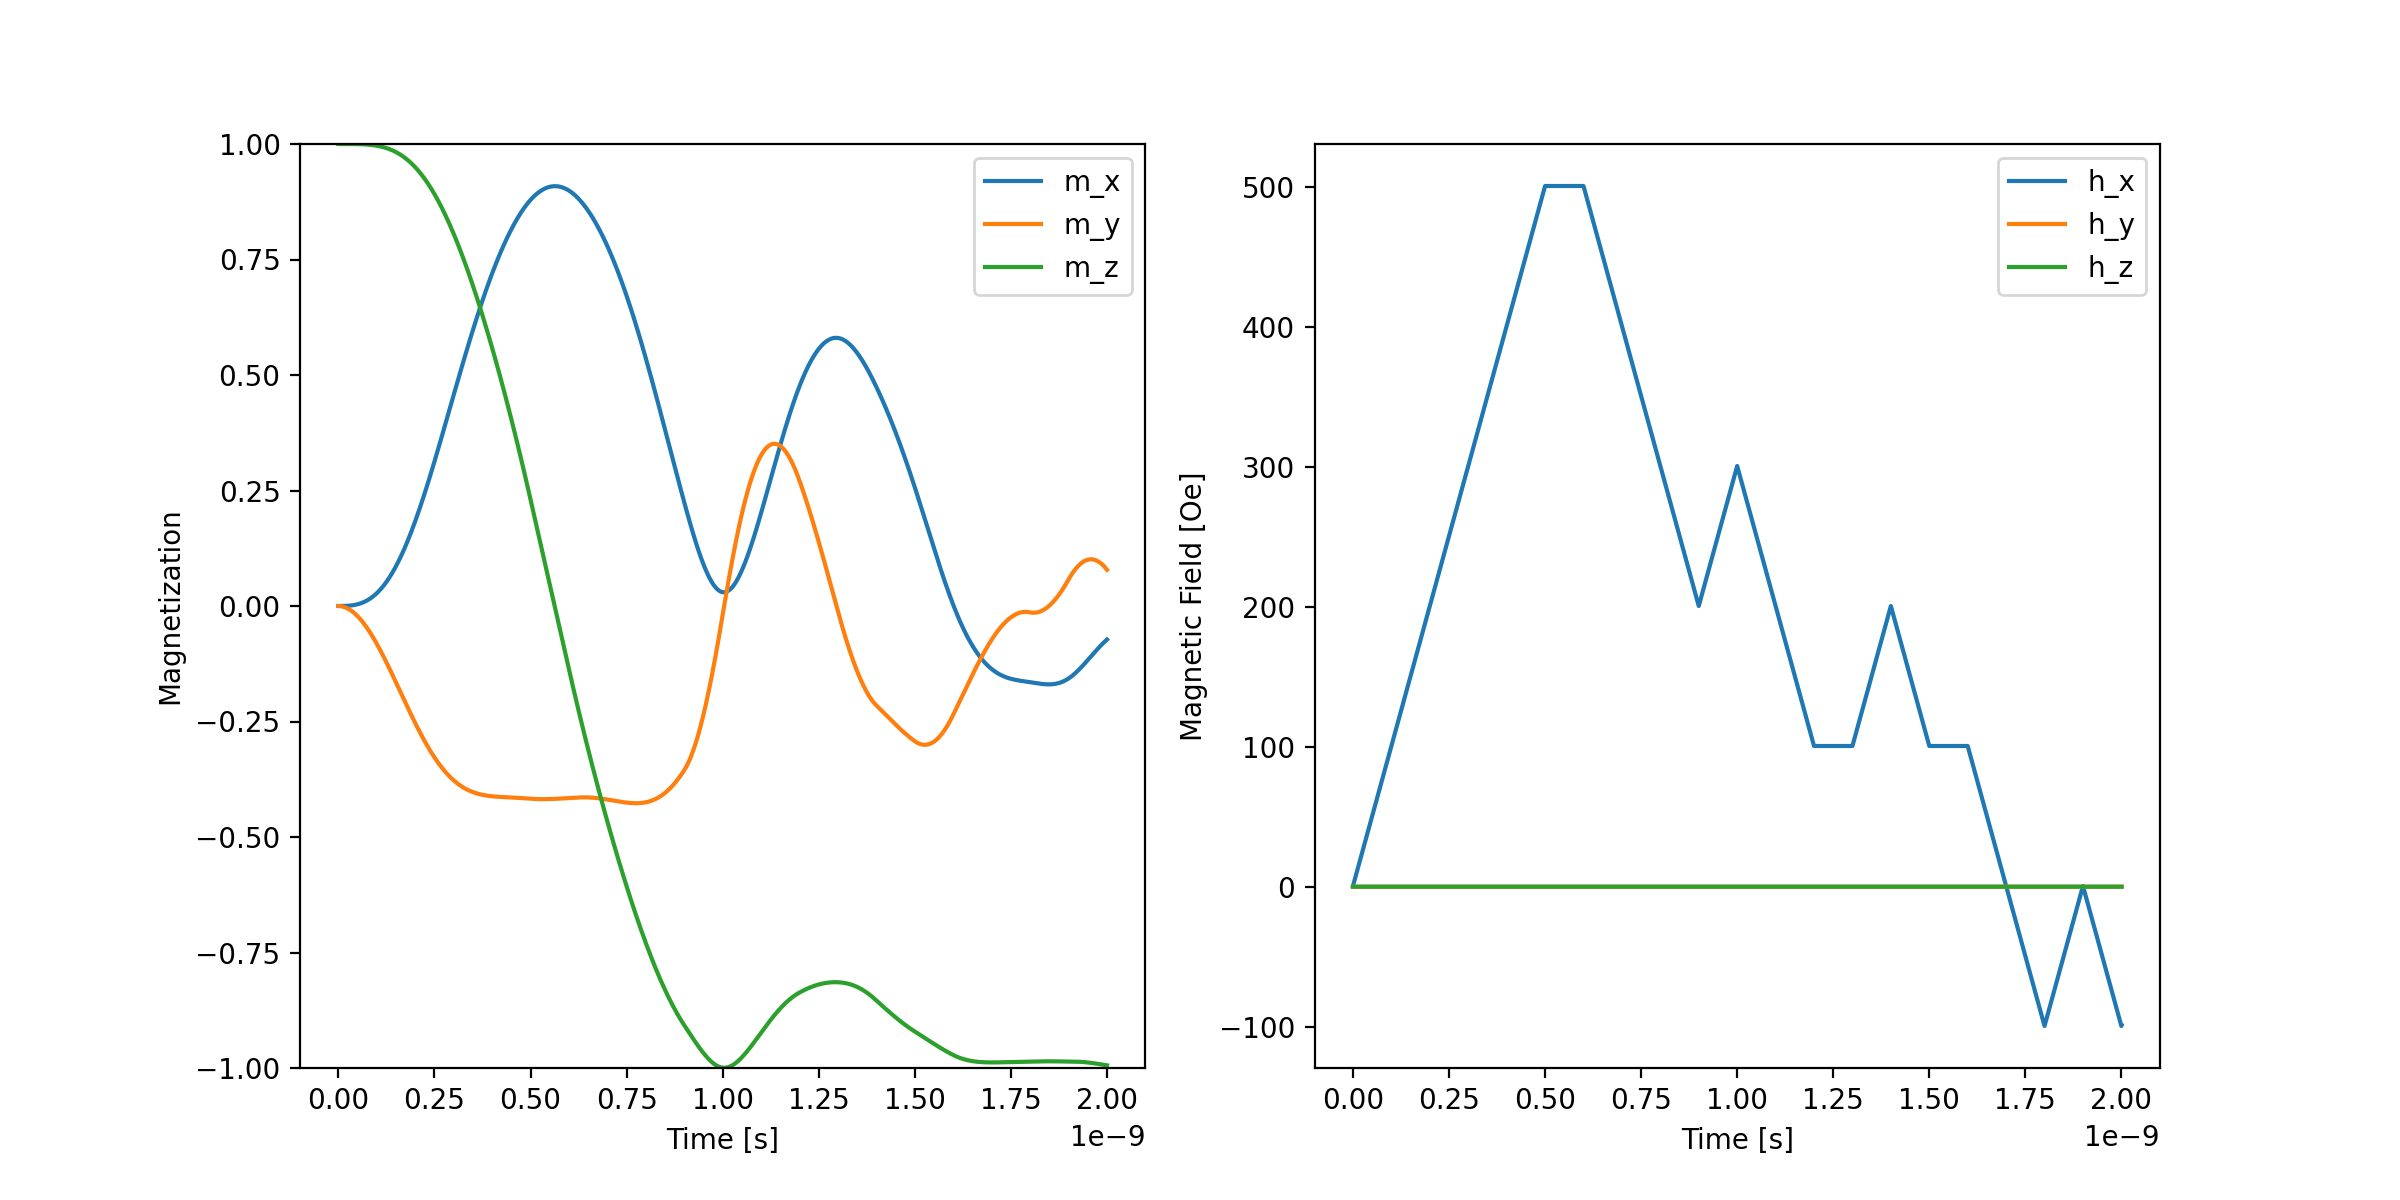 1.00
0.75
0.50
0.25
0.00
−0.25
−0.50
−0.75
−1.00
Magnetization
0.00 0.25 0.50 0.75 1.00 1.25 1.50 1.75 2.00
Time [s]
1e−9
m_x
m_y
m_z
500
400
300
200
100
0
−100
Magnetic Field [Oe]
0.00 0.25 0.50 0.75 1.00 1.25 1.50 1.75 2.00
Time [s]
1e−9
h_x
h_y
h_z